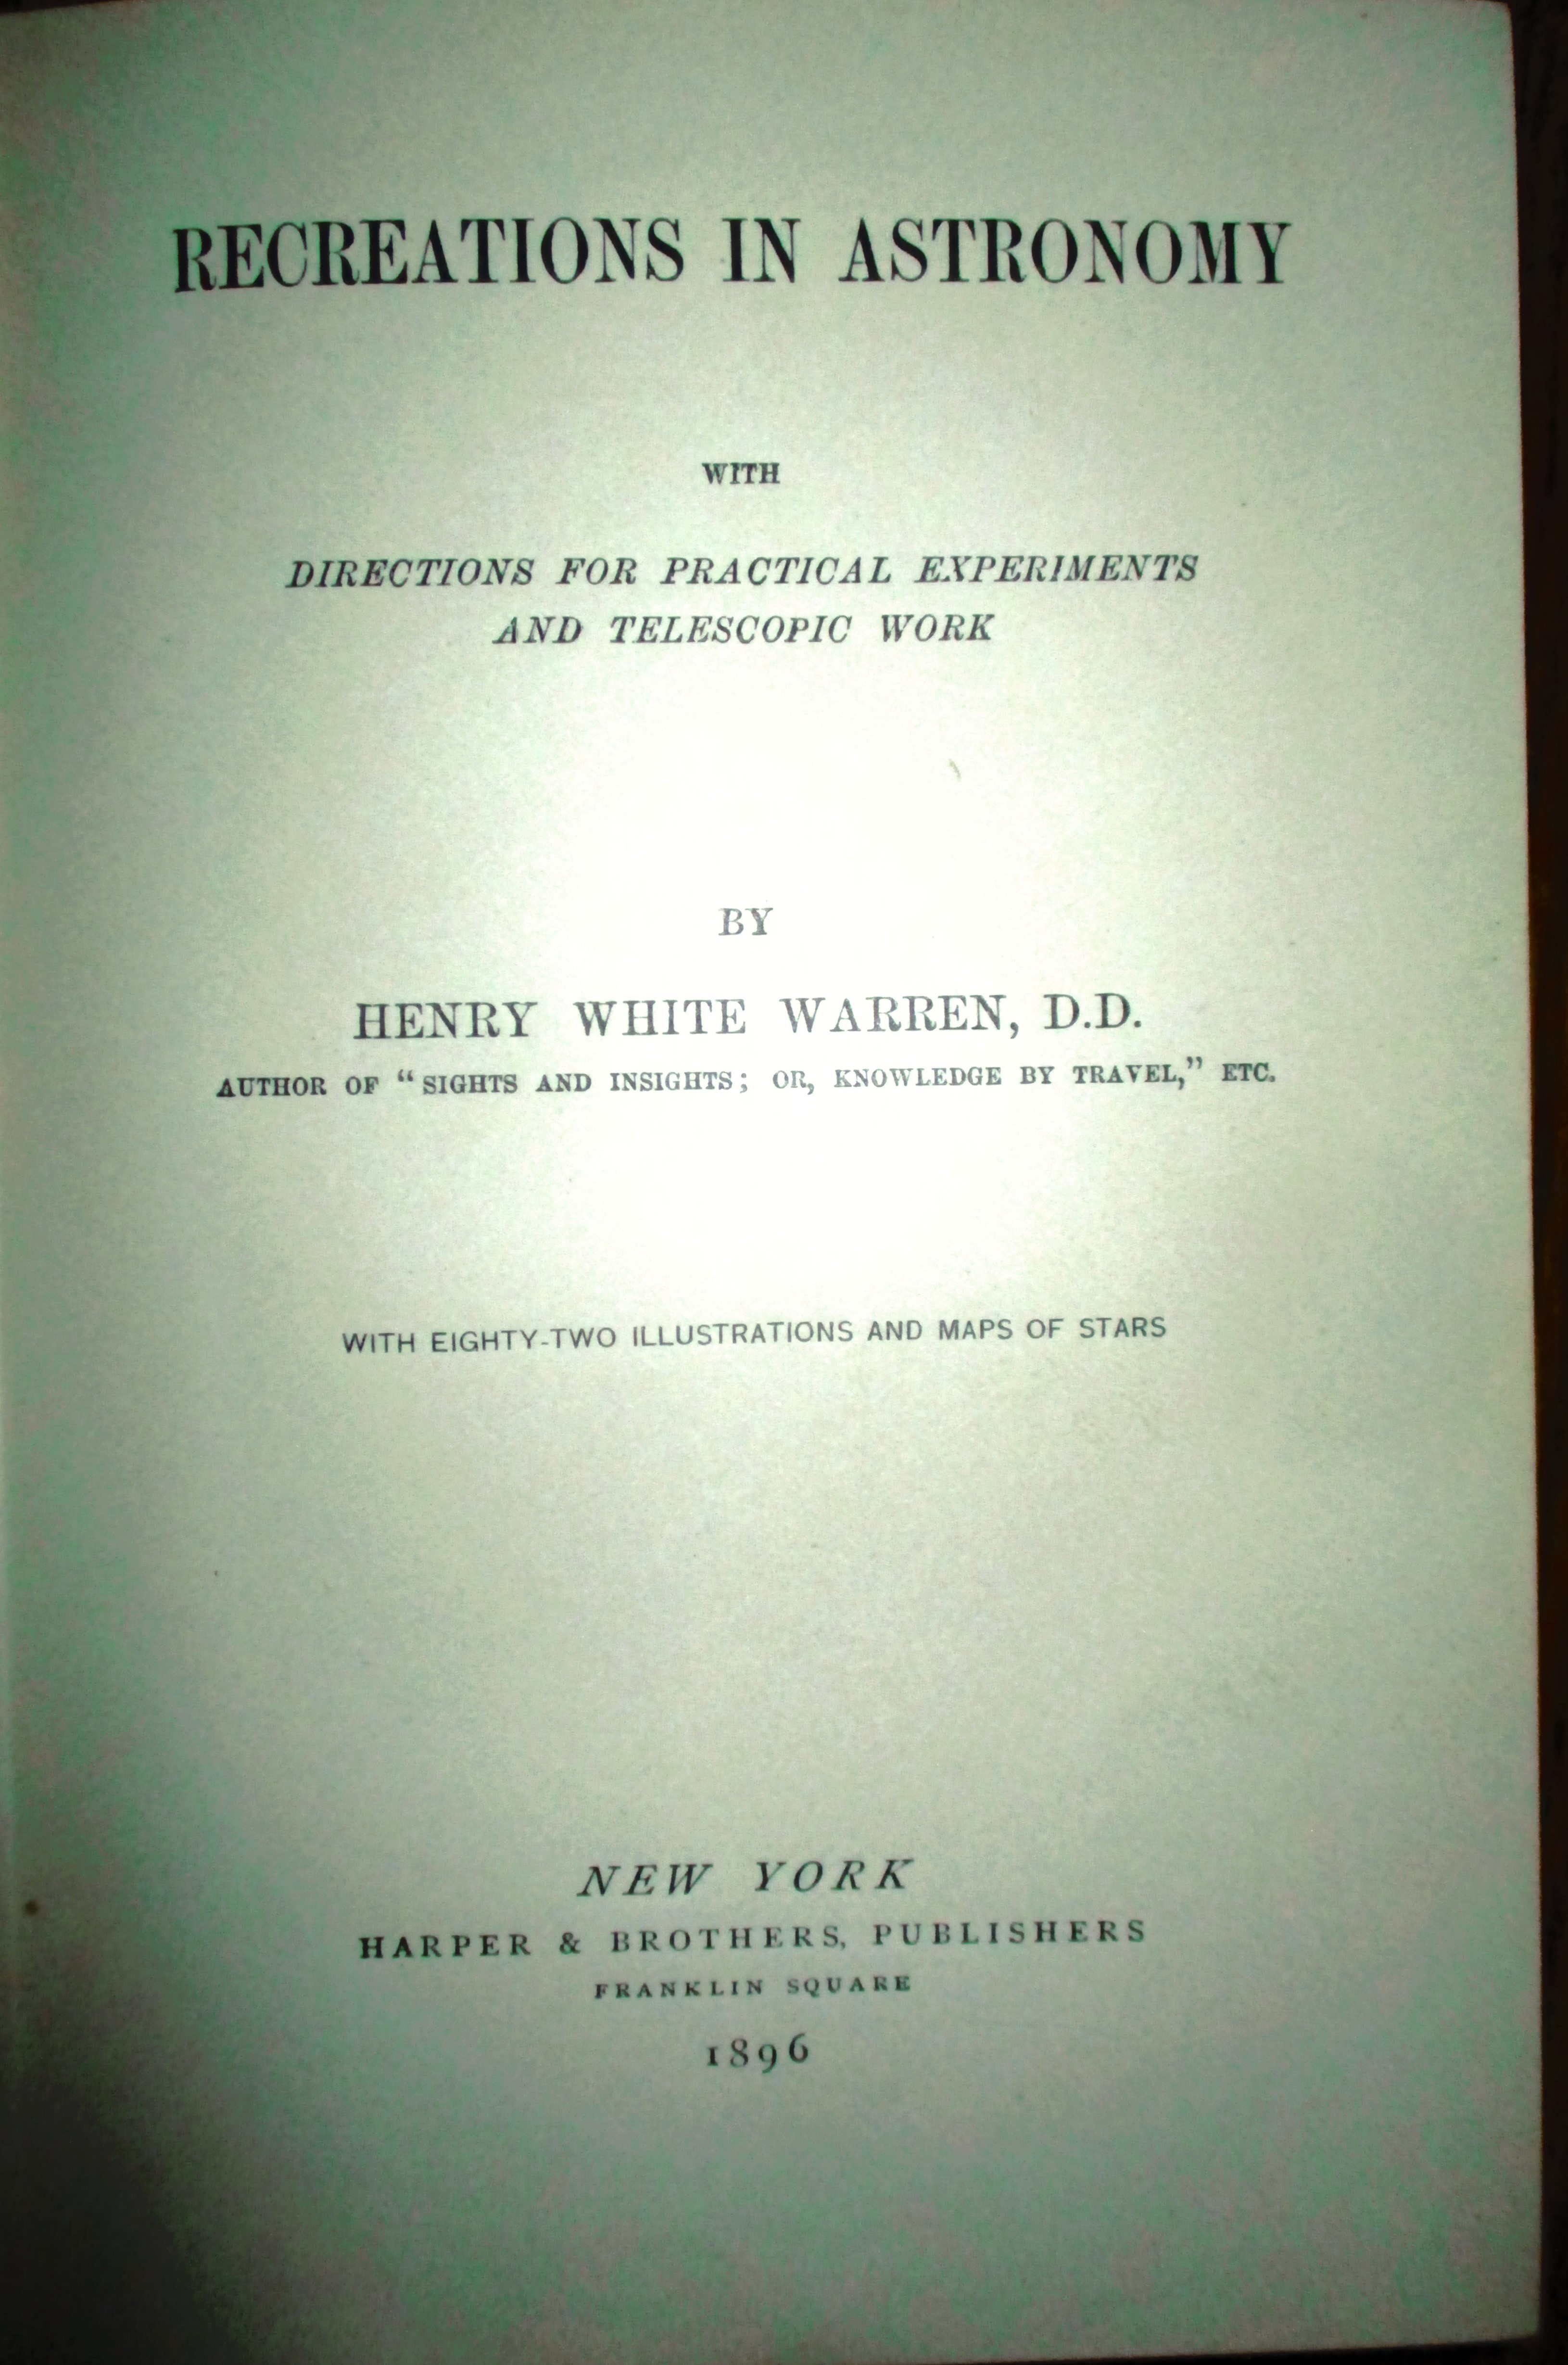 RECREATIONS IN ASTRONOMY
WITH
DIRECTIONS FOR PRACTICAL EXPERIMENTS
AND TELESCOPIC WORK
BY
HENRY WHITE WARREN, D.D.
AUTHOR OF “SIGHTS AND INSIGHTS; OR, KNOWLEDGE BY TRAVEL,” ETC.
WITH EIGHTY-TWO ILLUSTRATIONS AND MAPS OF STARS
NEW YORK
HARPER & BROTHERS, PUBLISHERS
FRANKLIN SQUARE
1896